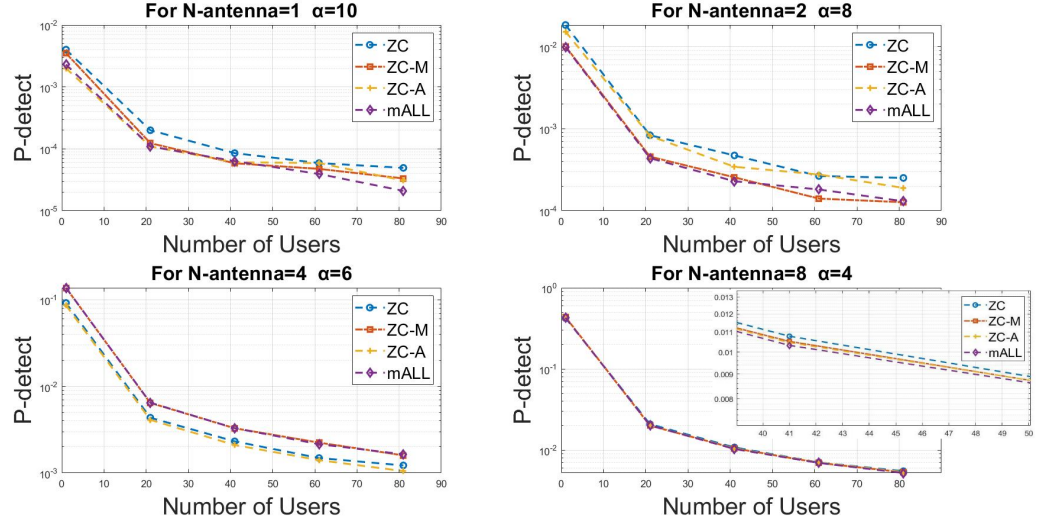 For N-antenna=1 α=10
10⁻²
10⁻³
10⁻⁴
10⁻⁵
P-detect
ZC
ZC-M
ZC-A
mALL
0 10 20 30 40 50 60 70 80 90
Number of Users
For N-antenna=2 α=8
10⁻²
10⁻³
10⁻⁴
P-detect
ZC
ZC-M
ZC-A
mALL
0 10 20 30 40 50 60 70 80 90
Number of Users
For N-antenna=4 α=6
10⁻¹
10⁻²
10⁻³
P-detect
ZC
ZC-M
ZC-A
mALL
0 10 20 30 40 50 60 70 80 90
Number of Users
For N-antenna=8 α=4
10⁰
10⁻¹
10⁻²
P-detect
0.013
0.012
0.011
0.01
0.009
0.008
ZC
ZC-M
ZC-A
mALL
40 41 42 43 44 45 46 47 48 49 50
0 10 20 30 40 50 60 70 80 90
Number of Users